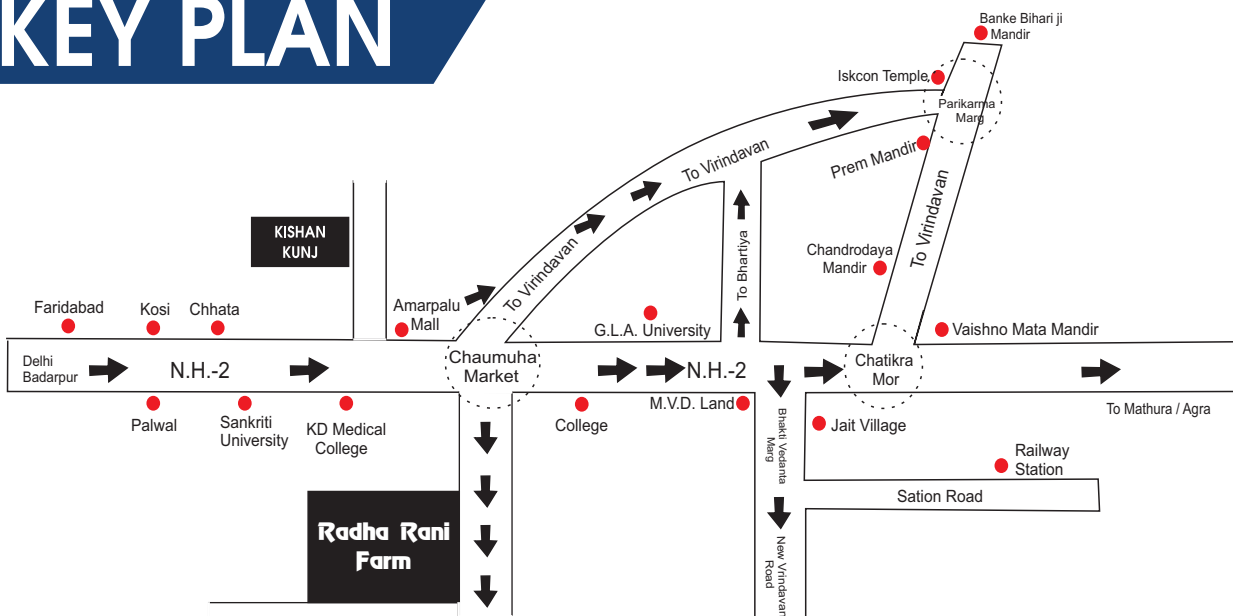 KEY PLAN
Banke Bihari ji
Mandir
Iskcon Temple
Parikarma
Marg
Prem Mandir
To Virindavan
To Virindavan
To Virindavan
KISHAN
KUNJ
To Bhartiya
Chandrodaya
Mandir
Faridabad
Kosi
Chhata
Amarpalu
Mall
G.L.A. University
Vaishno Mata Mandir
Delhi
Badarpur
N.H.-2
Chaumuha
Market
N.H.-2
Chatikra
Mor
To Mathura / Agra
Palwal
Sankriti
University
KD Medical
College
College
M.V.D. Land
Bhakti Vedanta
Marg
Jait Village
Railway
Station
Sation Road
Radha Rani
Farm
New Vrindavan
Road